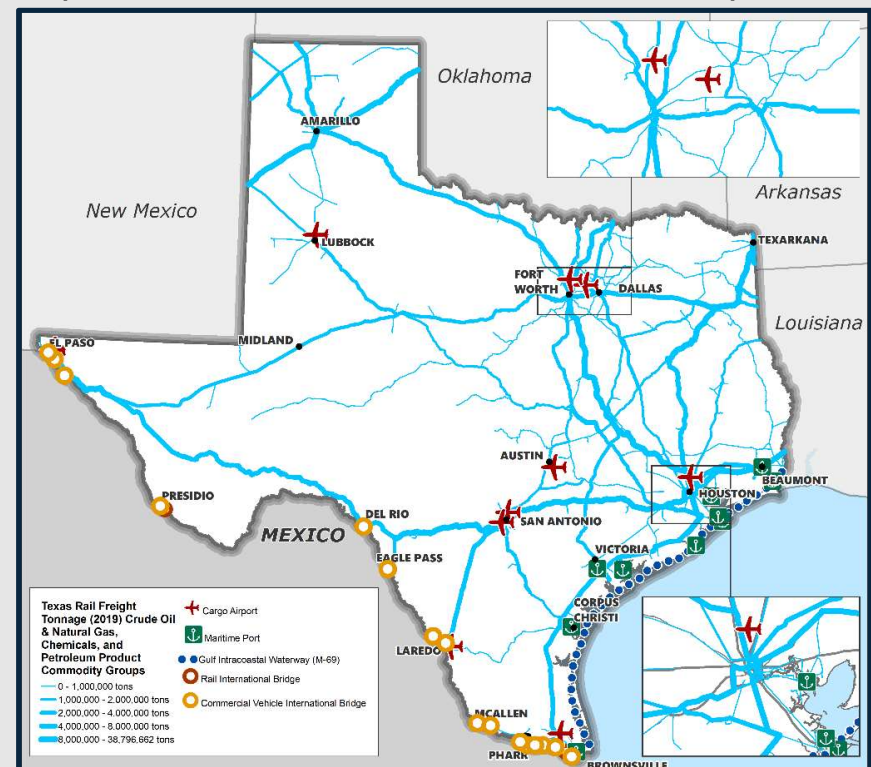 Oklahoma
AMARILLO
New Mexico
Arkansas
LUBBOCK
TEXARKANA
FORT
WORTH
DALLAS
Louisiana
MIDLAND
EL PASO
AUSTIN
BEAUMONT
HOUSTON
PRESIDIO
DEL RIO
SAN ANTONIO
MEXICO
VICTORIA
EAGLE PASS
CORPUS
CHRISTI
LAREDO
MCALLEN
PHARR
BROWNSVILLE
Texas Rail Freight
Tonnage (2019) Crude Oil
& Natural Gas,
Chemicals, and
Petroleum Product
Commodity Groups
0 - 1,000,000 tons
1,000,000 - 2,000,000 tons
2,000,000 - 4,000,000 tons
4,000,000 - 8,000,000 tons
8,000,000 - 38,796,662 tons
Cargo Airport
Maritime Port
Gulf Intracoastal Waterway (M-69)
Rail International Bridge
Commercial Vehicle International Bridge